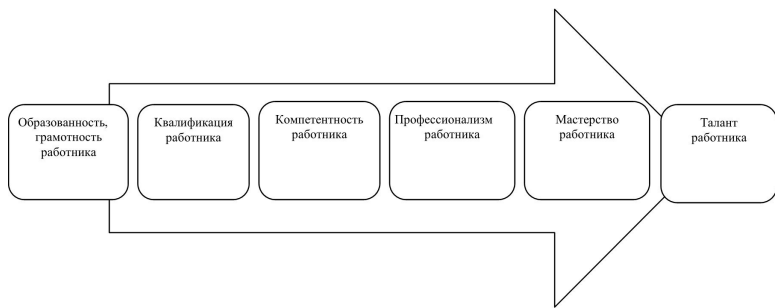 Образованность,
грамотность
работника
Квалификация
работника
Компетентность
работника
Профессионализм
работника
Мастерство
работника
Талант
работника